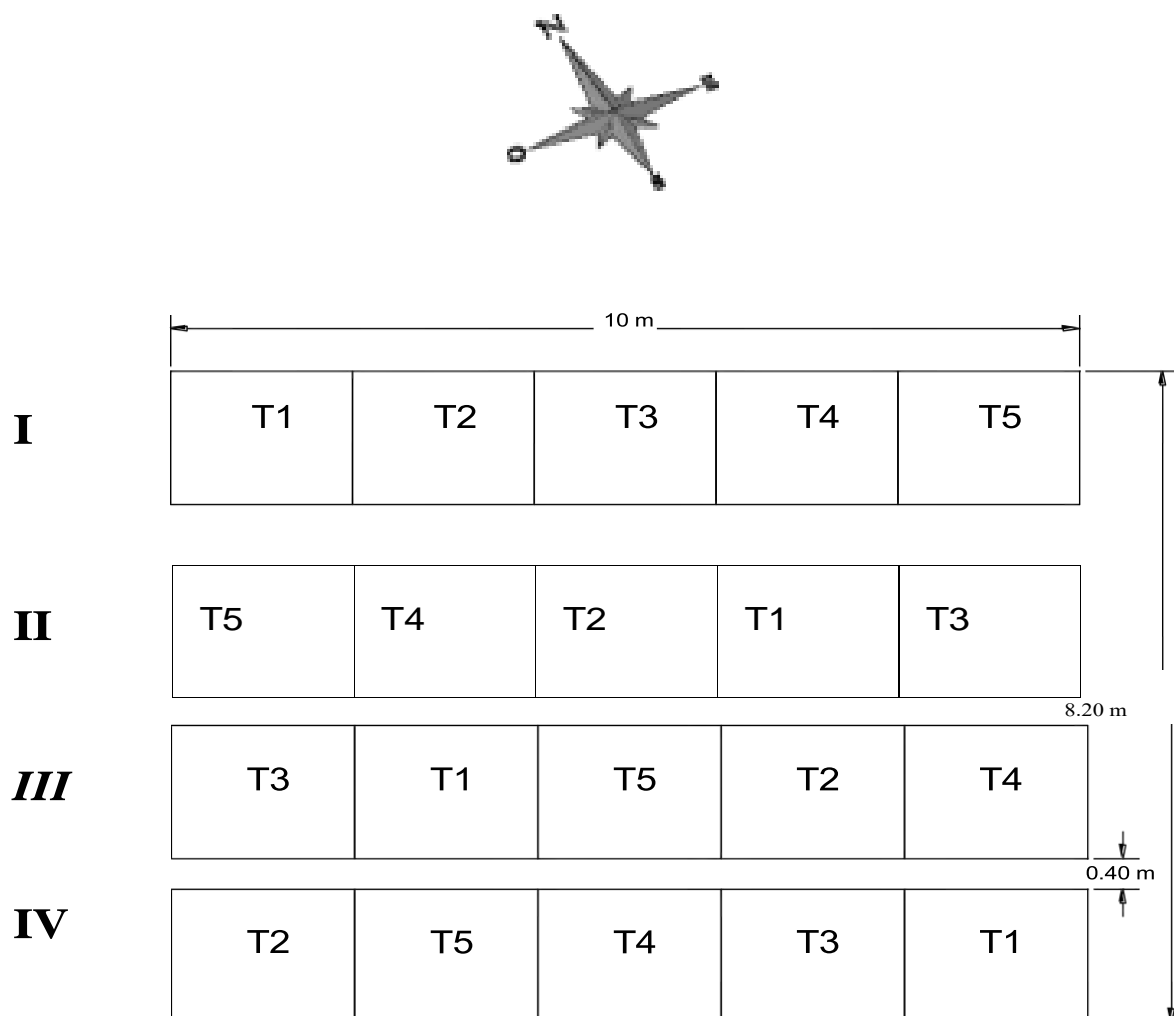 N
O
10 m
I
T1 T2 T3 T4 T5
II
T5 T4 T2 T1 T3
8.20 m
III
T3 T1 T5 T2 T4
0.40 m
IV
T2 T5 T4 T3 T1